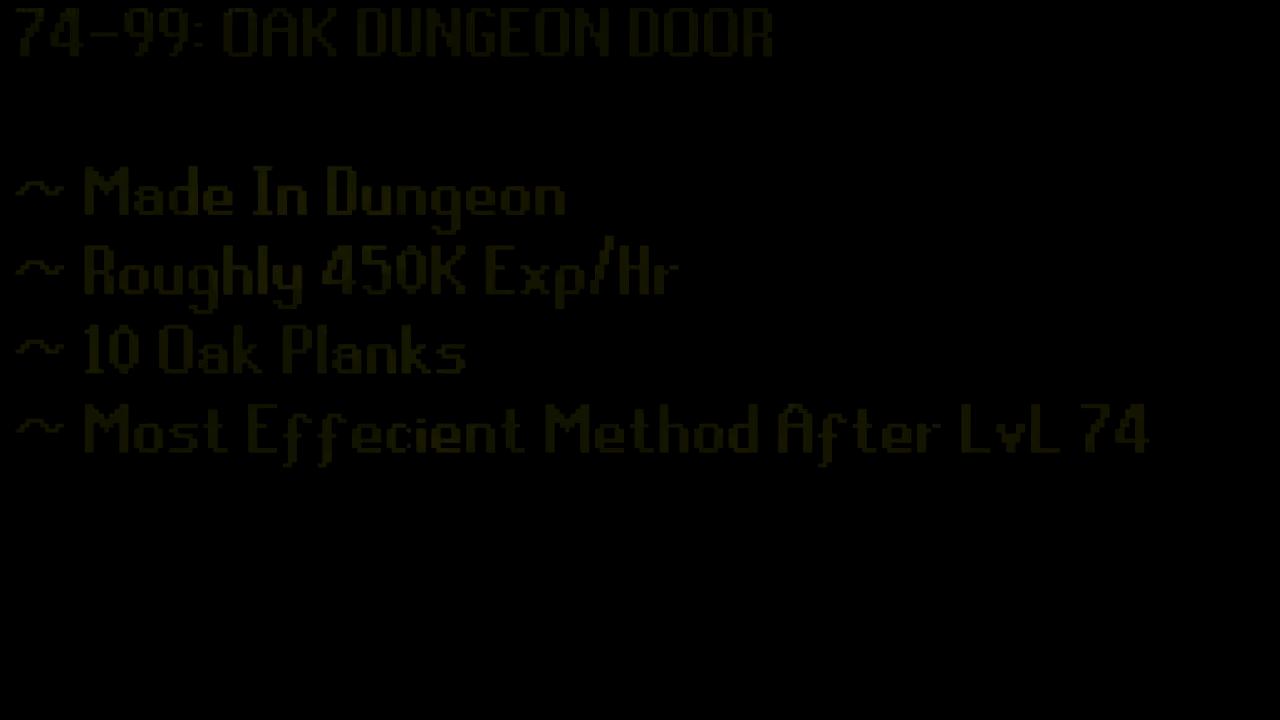 74-99: OAK DUNGEON DOOR
~ Made In Dungeon
~ Roughly 450K Exp/Hr
~ 10 Oak Planks
~ Most Effecient Method After LvL 74